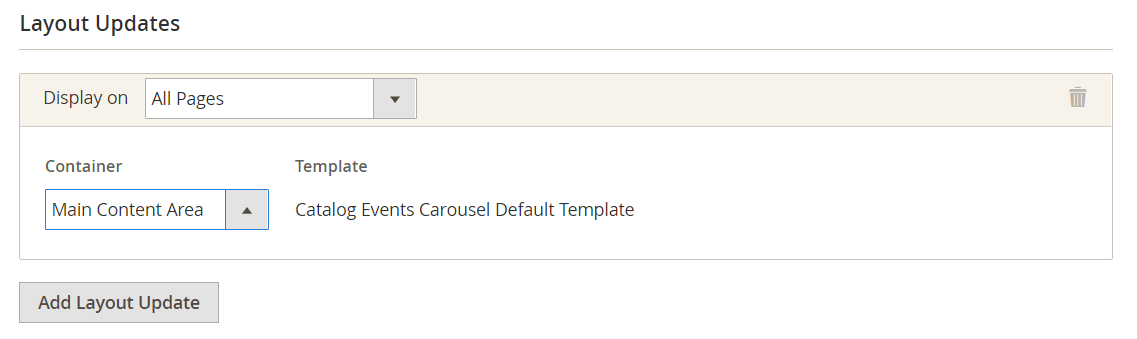 Layout Updates
Display on All Pages
Container Template
Main Content Area Catalog Events Carousel Default Template
Add Layout Update